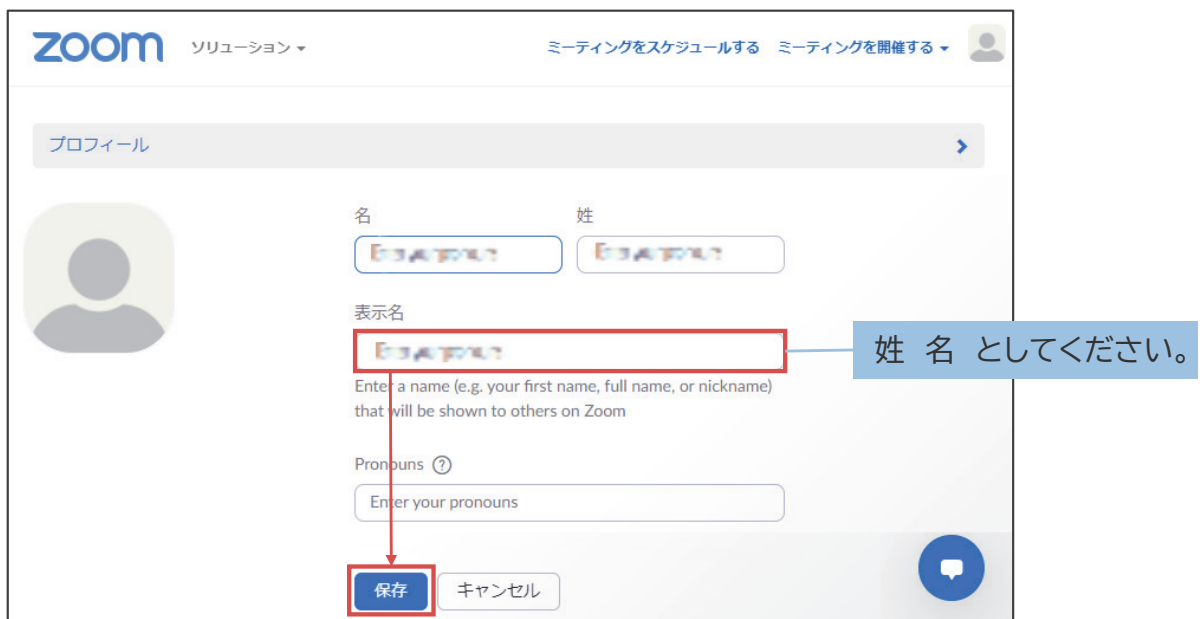 zoom ソリューション ミーティングをスケジュールする ミーティングを開催する
プロフィール
名 姓
表示名
姓 名 としてください。
Enter a name (e.g. your first name, full name, or nickname)
that will be shown to others on Zoom
Pronouns ?
Enter your pronouns
保存 キャンセル